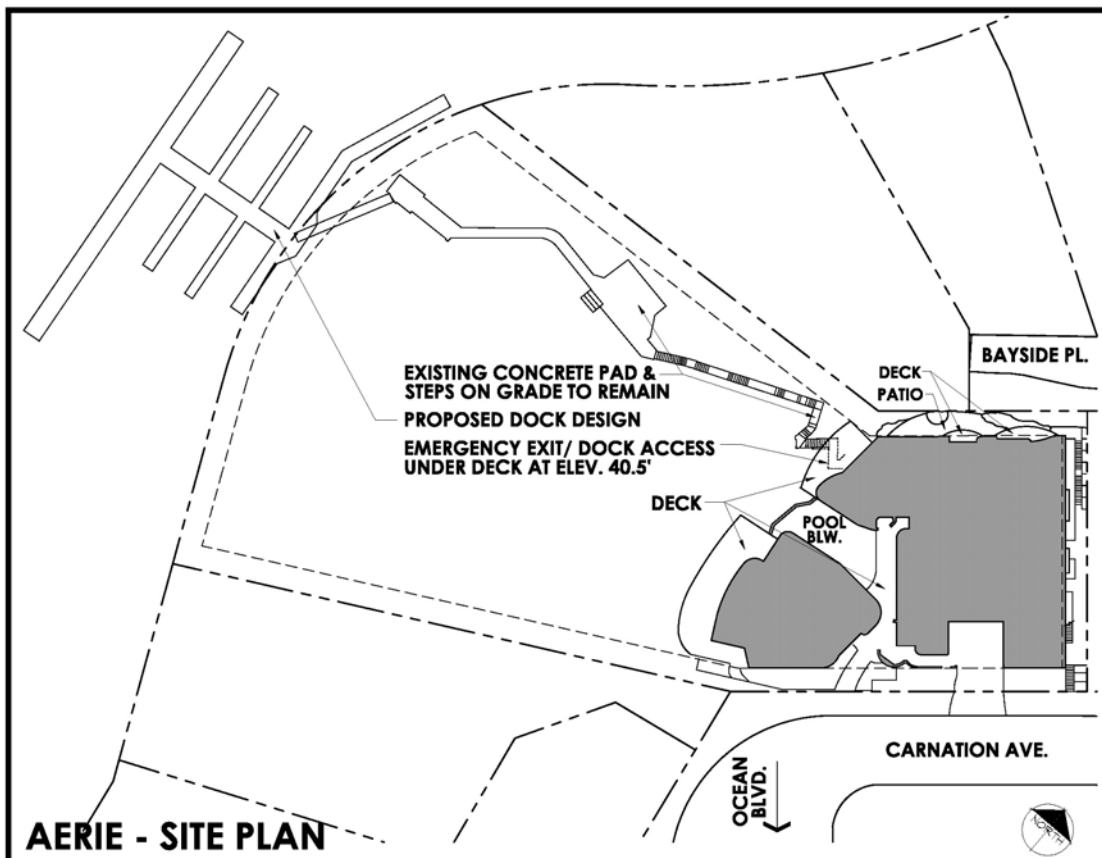 BAYSIDE PL.
DECK
PATIO
EXISTING CONCRETE PAD &
STEPS ON GRADE TO REMAIN
PROPOSED DOCK DESIGN
EMERGENCY EXIT/ DOCK ACCESS
UNDER DECK AT ELEV. 40.5'
DECK
POOL
BLW.
CARNATION AVE.
OCEAN
BLVD.
AERIE - SITE PLAN
NORTH